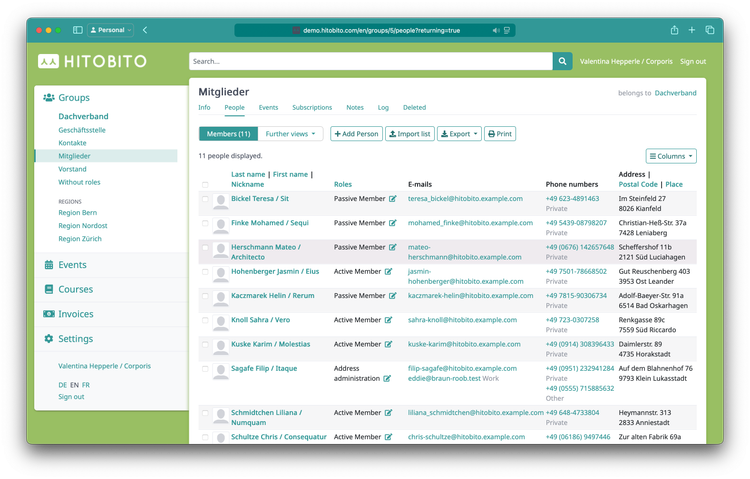 Personal
demo.hitobito.com/en/groups/5/people?returning=true
HITOBITO
Search...
Valentina Hepperle / Corporis
Sign out
Groups
Dachverband
Geschäftsstelle
Kontakte
Mitglieder
Vorstand
Without roles
REGIONS
Region Bern
Region Nordost
Region Zürich
Events
Courses
Invoices
Settings
Valentina Hepperle / Corporis
DE EN FR
Sign out
Mitglieder
belongs to Dachverband
Info People Events Subscriptions Notes Log Deleted
Members (11) Further views
Add Person Import list Export Print
11 people displayed.
Columns
Last name | First name | Nickname Roles E-mails Phone numbers Address | Postal Code | Place
Bickel Teresa / Sit Passive Member teresa_bickel@hitobito.example.com +49 623-4891463 Im Steinfeld 27
Private 8026 Kianfeld
Finke Mohamed / Sequi Passive Member mohamed_finke@hitobito.example.com +49 5439-08798207 Christian-Heß-Str. 37a
Private 7428 Leniaberg
Herschmann Mateo / Passive Member mateo- +49 (0676) 142657648 Scheffershof 11b
Architecto herschmann@hitobito.example.com Private 2121 Süd Luciahagen
Hohenberger Jasmin / Eius Active Member jasmin- +49 7501-78668502 Gut Reuschenberg 403
hohenberger@hitobito.example.com Private 3953 Ost Leander
Kaczmarek Helin / Rerum Passive Member kaczmarek-helin@hitobito.example.com +49 7815-90306734 Adolf-Baeyer-Str. 91a
Private 6514 Bad Oskarhagen
Knoll Sahra / Vero Active Member sahra-knoll@hitobito.example.com +49 723-0307258 Renkgasse 89c
Private 7559 Süd Riccardo
Kuske Karim / Molestias Active Member kuske-karim@hitobito.example.com +49 (0914) 308396433 Daimlerstr. 89
Private 4735 Horakstadt
Sagafe Filip / Itaque Address filip-sagafe@hitobito.example.com +49 (0951) 232941284 Auf dem Blahnenhof 76
administration eddie@braun-roob.test Work Private 9793 Klein Lukasstadt
+49 (0555) 715885632
Other
Schmidtchen Liliana / Active Member liliana_schmidtchen@hitobito.example.com +49 648-4733804 Heymannstr. 313
Numquam Private 2833 Anniestadt
Schultze Chris / Consequatur Active Member chris-schultze@hitobito.example.com +49 (06186) 9497446 Zur alten Fabrik 69a